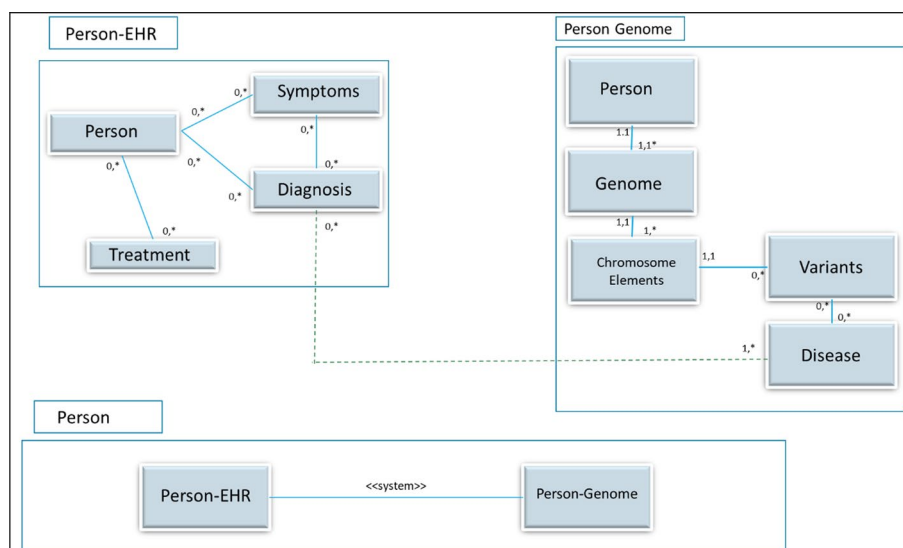 Person-EHR
Person Genome
Symptoms
0,*
0,*
0,*
Person
0,*
0,*
0,*
0,*
Diagnosis
0,*
0,*
0,*
Treatment
Person
1.1
1,1*
Genome
1,1
1,*
Chromosome
Elements
1,1
0,*
Variants
0,*
0,*
1,*
Disease
Person
Person-EHR
<<system>>
Person-Genome